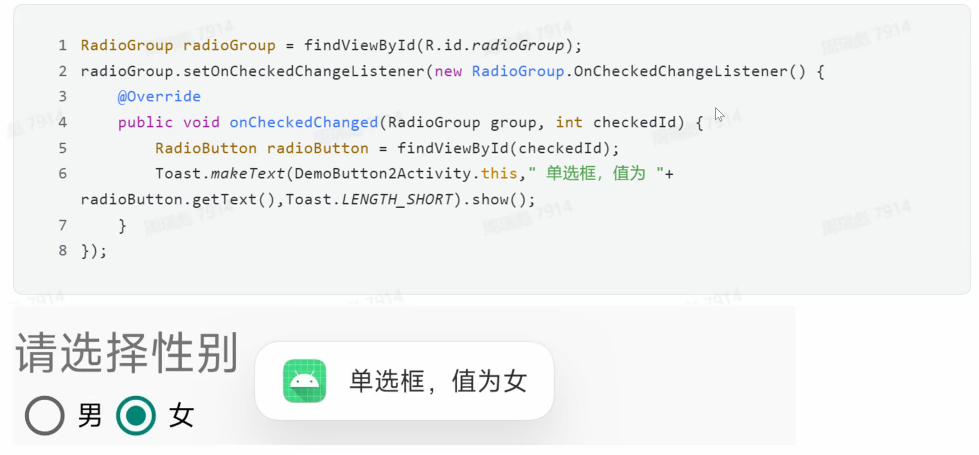 1 RadioGroup radioGroup = findViewById(R.id.radioGroup);
2 radioGroup.setOnCheckedChangeListener(new RadioGroup.OnCheckedChangeListener() {
3     @Override
4     public void onCheckedChanged(RadioGroup group, int checkedId) {
5         RadioButton radioButton = findViewById(checkedId);
6         Toast.makeText(DemoButton2Activity.this," 单选框，值为 "+
radioButton.getText(),Toast.LENGTH_SHORT).show();
7     }
8 });
请选择性别
单选框，值为女
男 女